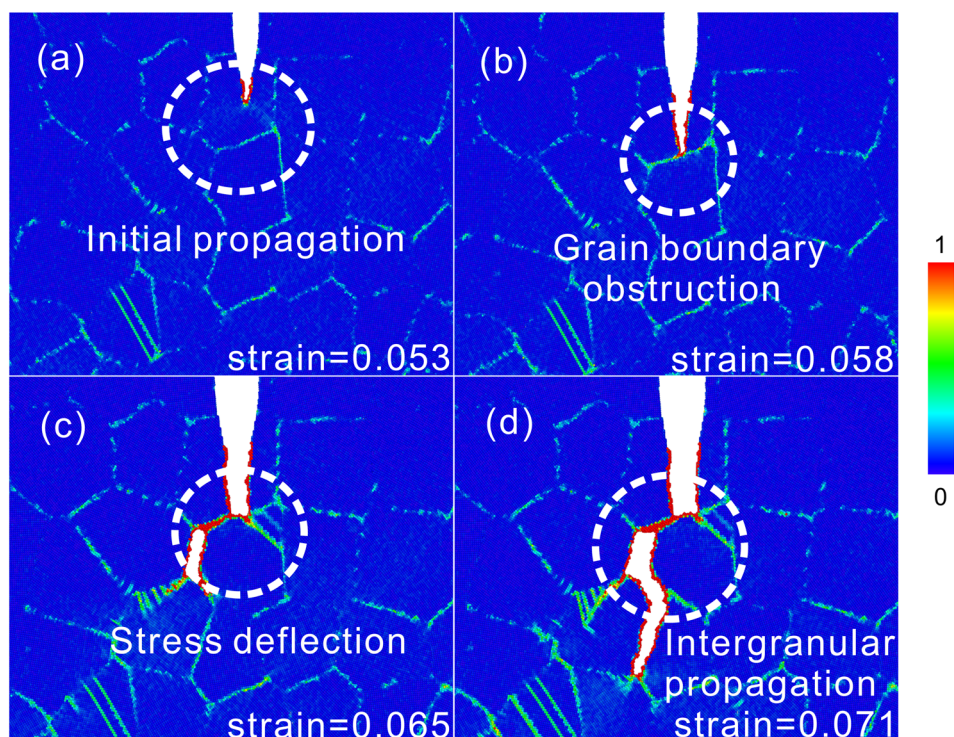 (a)
Initial propagation
strain=0.053
(b)
Grain boundary
obstruction
strain=0.058
(c)
Stress deflection
strain=0.065
(d)
Intergranular
propagation
strain=0.071
1
0